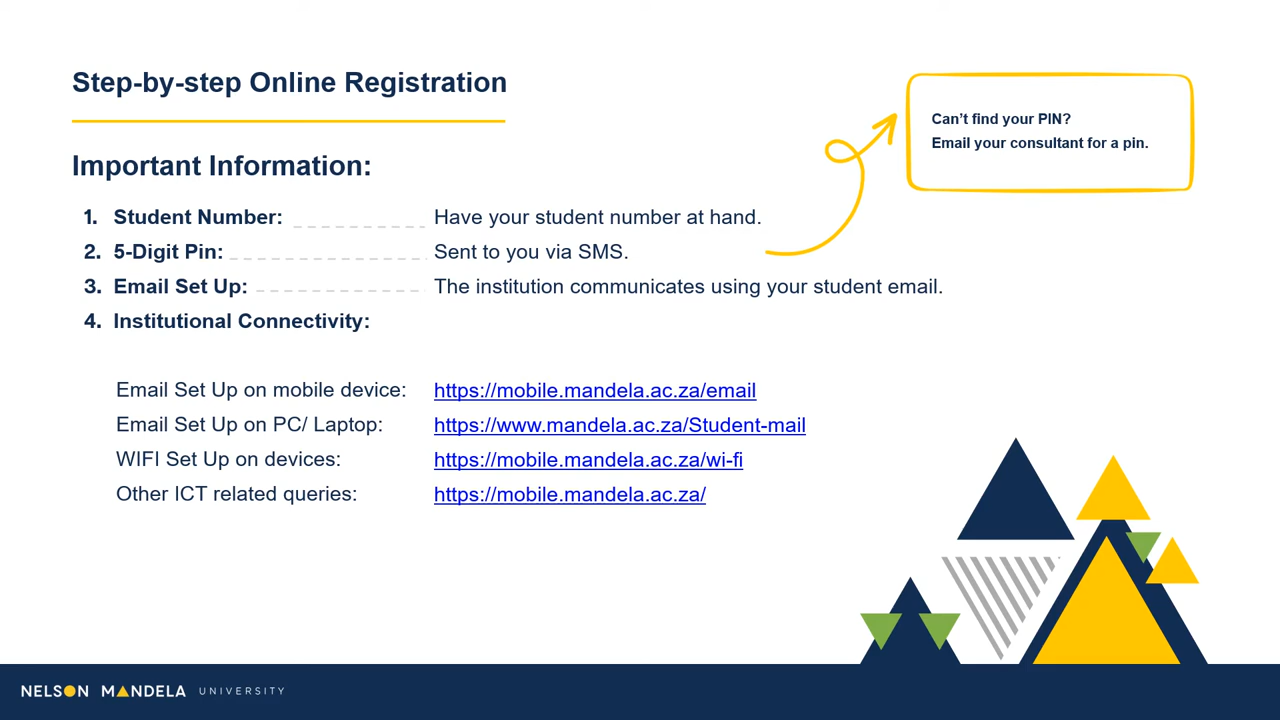 Step-by-step Online Registration
Can't find your PIN?
Email your consultant for a pin.
Important Information:
1. Student Number: Have your student number at hand.
2. 5-Digit Pin: Sent to you via SMS.
3. Email Set Up: The institution communicates using your student email.
4. Institutional Connectivity:
Email Set Up on mobile device: https://mobile.mandela.ac.za/email
Email Set Up on PC/ Laptop: https://www.mandela.ac.za/Student-mail
WIFI Set Up on devices: https://mobile.mandela.ac.za/wi-fi
Other ICT related queries: https://mobile.mandela.ac.za/
NELSON MANDELA UNIVERSITY